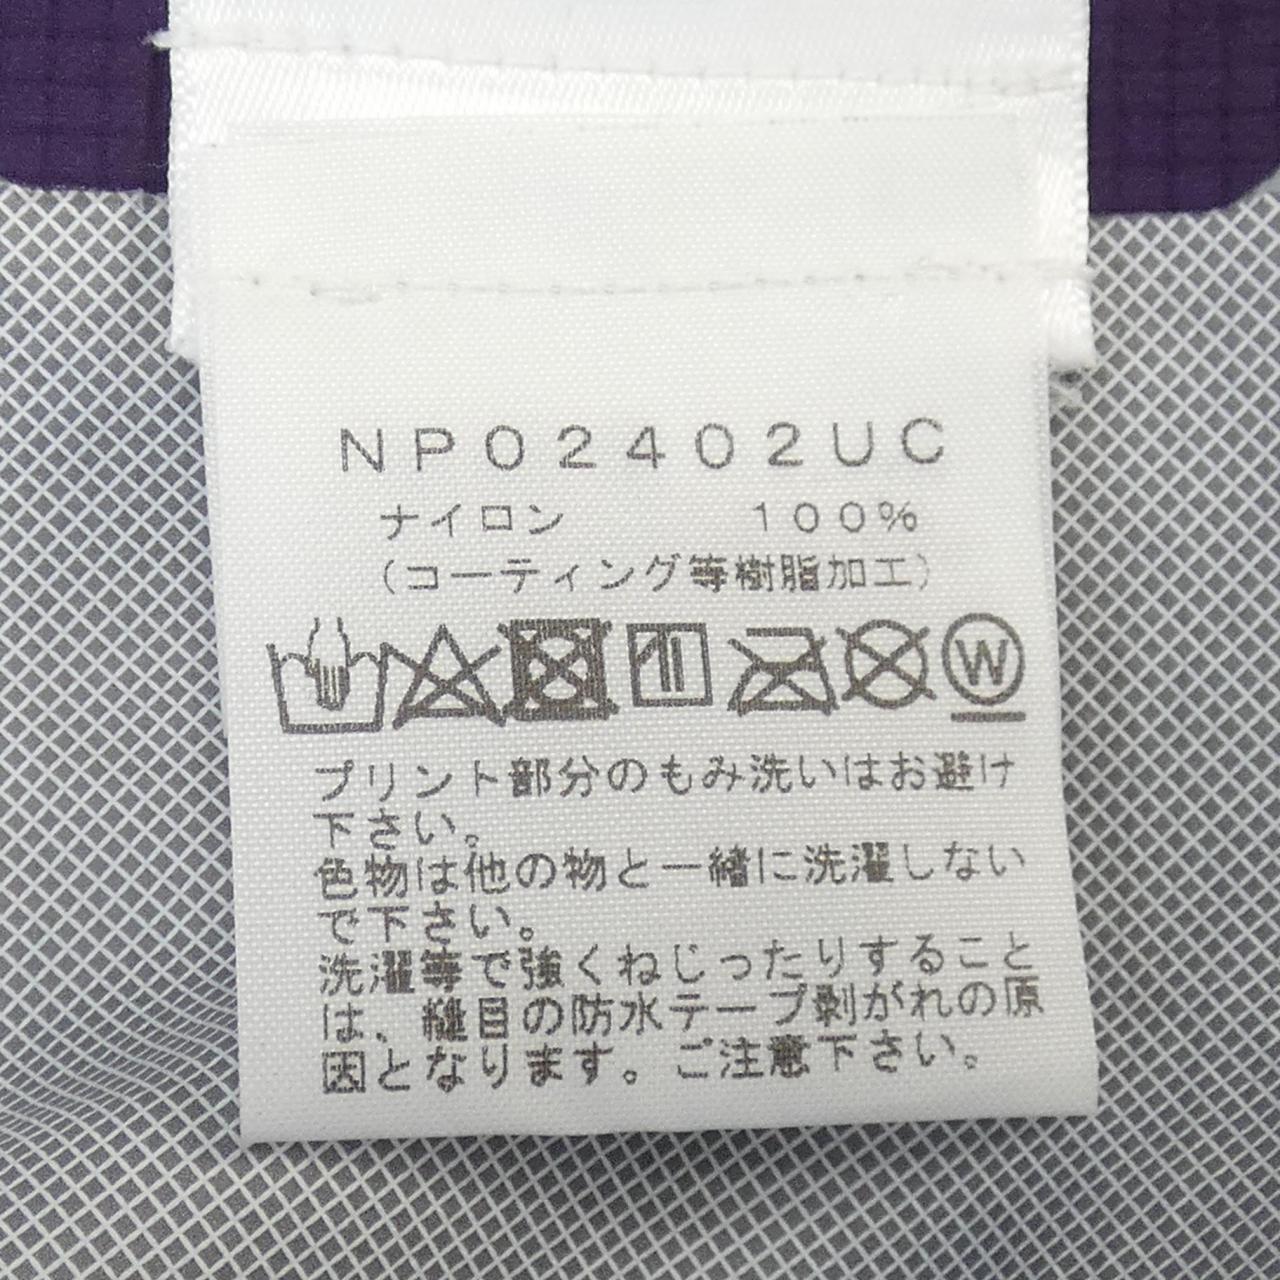 NP02402UC
ナイロン　　　100%
（コーティング等樹脂加工）
W
プリント部分のもみ洗いはお避け
下さい。
色物は他の物と一緒に洗濯しない
で下さい。
洗濯等で強くねじったりすること
は、縫目の防水テープ剥がれの原
因となります。ご注意下さい。